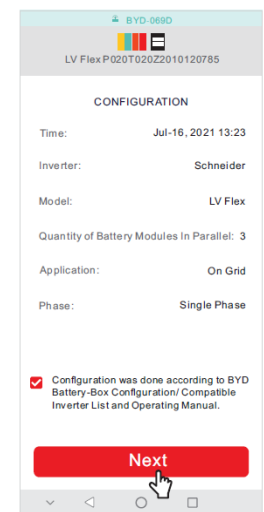 BYD-069D
LV Flex P020T020Z2010120785
CONFIGURATION
Time: Jul-16, 2021 13:23
Inverter: Schneider
Model: LV Flex
Quantity of Battery Modules In Parallel: 3
Application: On Grid
Phase: Single Phase
Configuration was done according to BYD
Battery-Box Configuration/ Compatible
Inverter List and Operating Manual.
Next